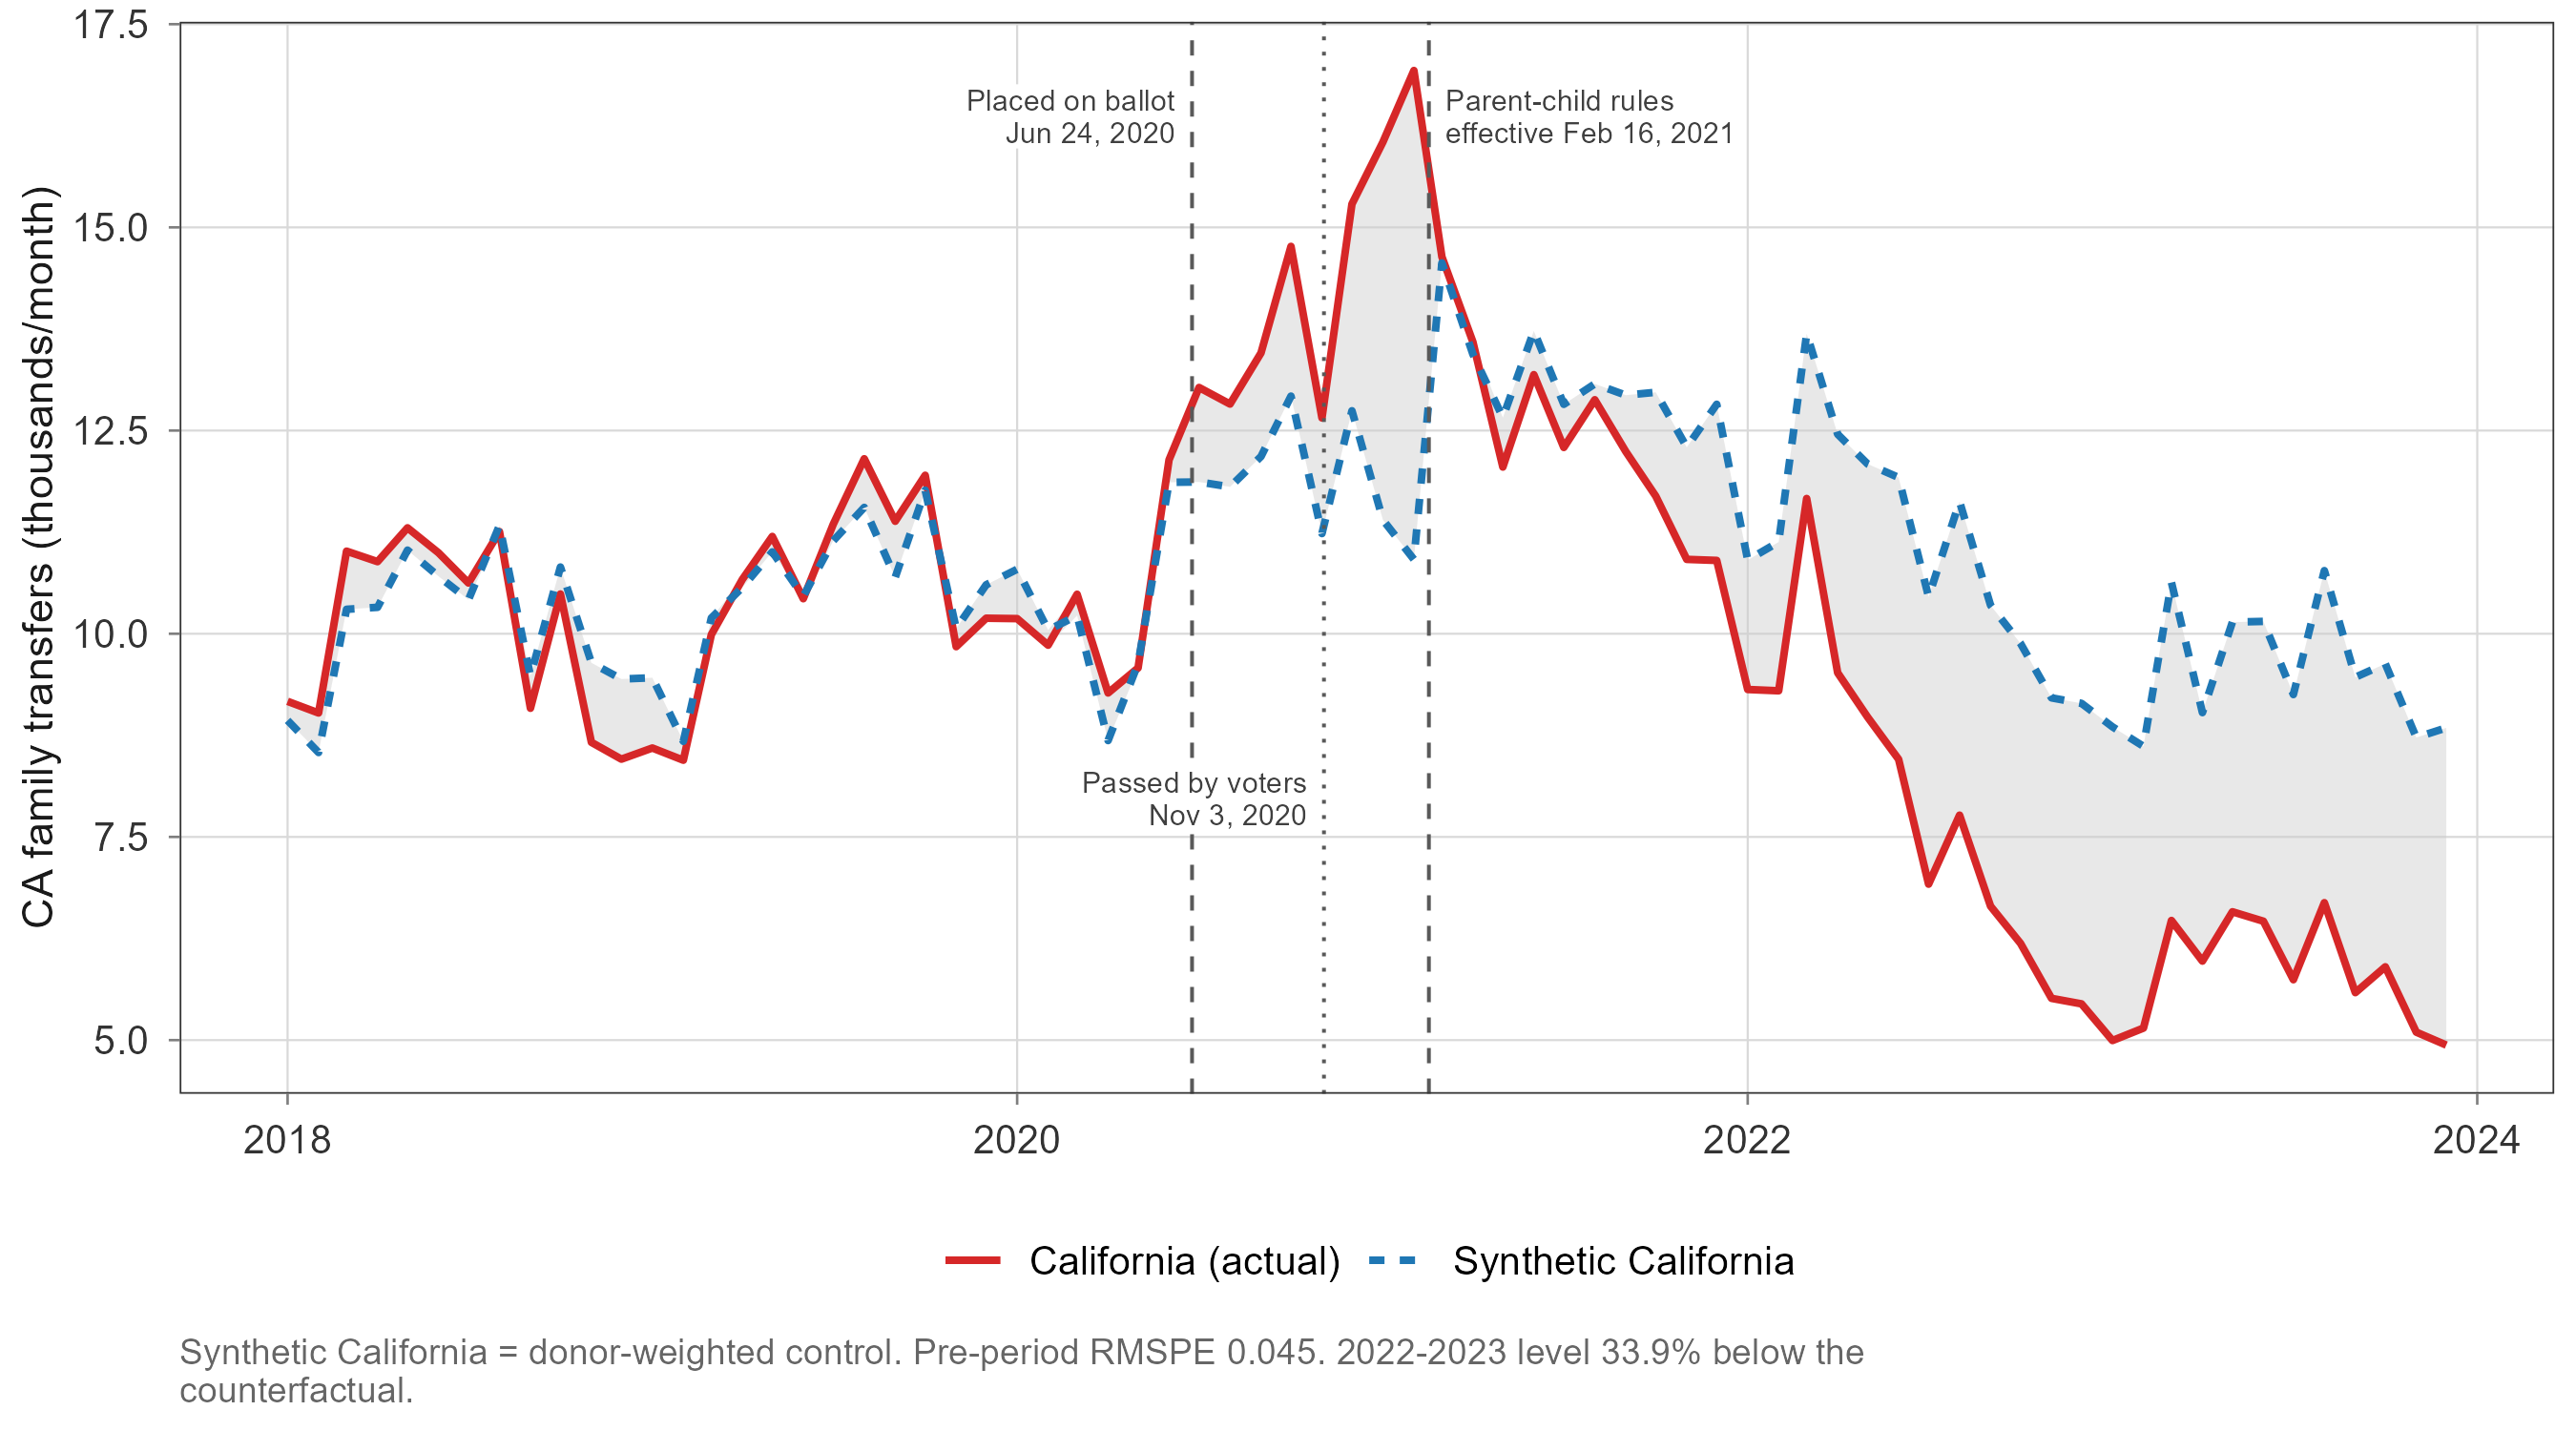 17.5
15.0
12.5
10.0
7.5
5.0
CA family transfers (thousands/month)
Placed on ballot
Jun 24, 2020
Parent-child rules
effective Feb 16, 2021
Passed by voters
Nov 3, 2020
2018
2020
2022
2024
California (actual)
Synthetic California
Synthetic California = donor-weighted control. Pre-period RMSPE 0.045. 2022-2023 level 33.9% below the
counterfactual.